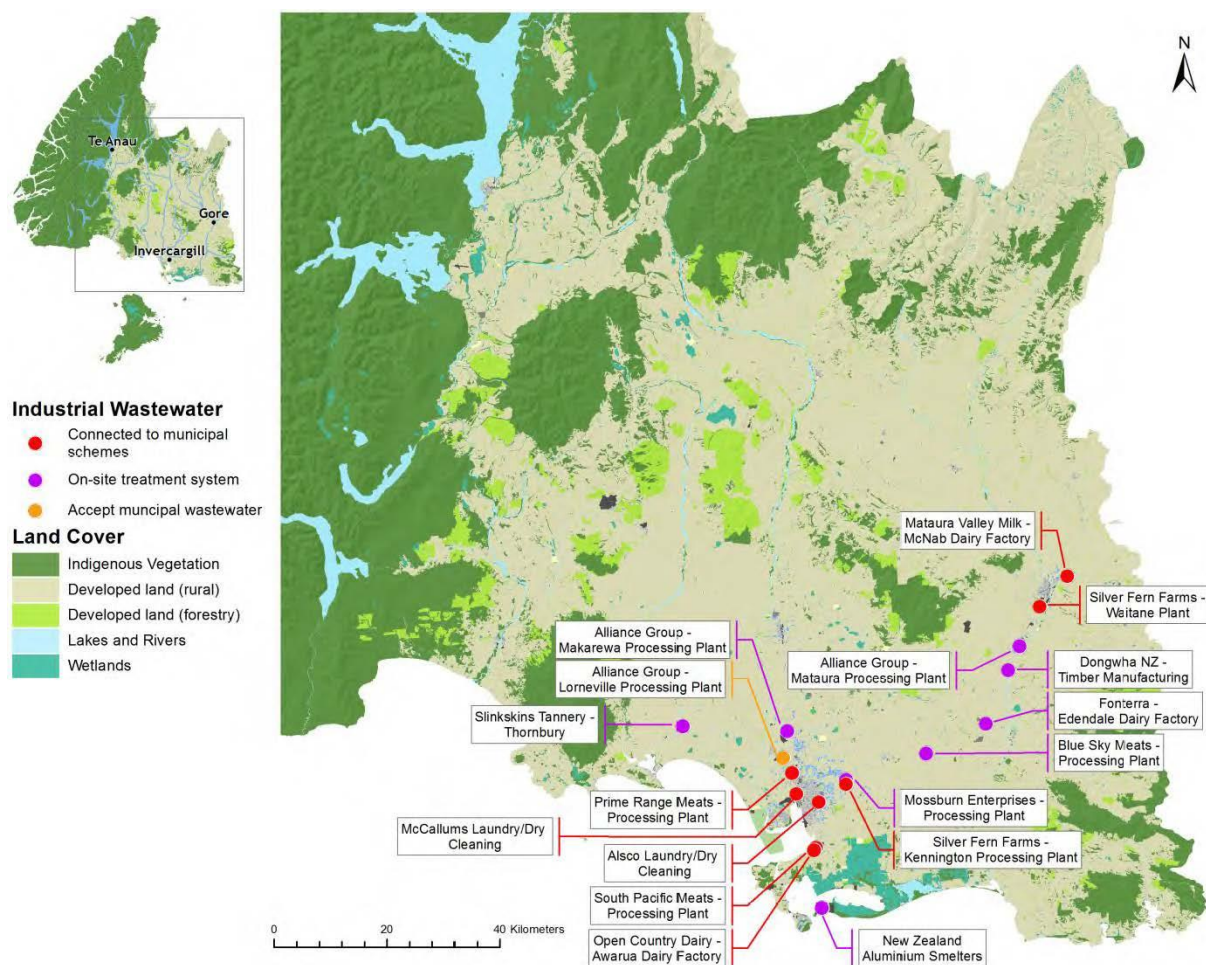 N
Te Anau
Gore
Invercargill
Industrial Wastewater
Connected to municipal
schemes
On-site treatment system
Accept muncipal wastewater
Land Cover
Indigenous Vegetation
Developed land (rural)
Developed land (forestry)
Lakes and Rivers
Wetlands
Mataura Valley Milk -
McNab Dairy Factory
Silver Fern Farms -
Waitane Plant
Alliance Group -
Makarewa Processing Plant
Alliance Group -
Lorneville Processing Plant
Slinkskins Tannery -
Thornbury
Alliance Group -
Mataura Processing Plant
Dongwha NZ -
Timber Manufacturing
Fonterra -
Edendale Dairy Factory
Blue Sky Meats -
Processing Plant
Prime Range Meats -
Processing Plant
McCallums Laundry/Dry
Cleaning
Alsco Laundry/Dry
Cleaning
South Pacific Meats -
Processing Plant
Open Country Dairy -
Awarua Dairy Factory
Mossburn Enterprises -
Processing Plant
Silver Fern Farms -
Kennington Processing Plant
New Zealand
Aluminium Smelters
0 20 40 Kilometers